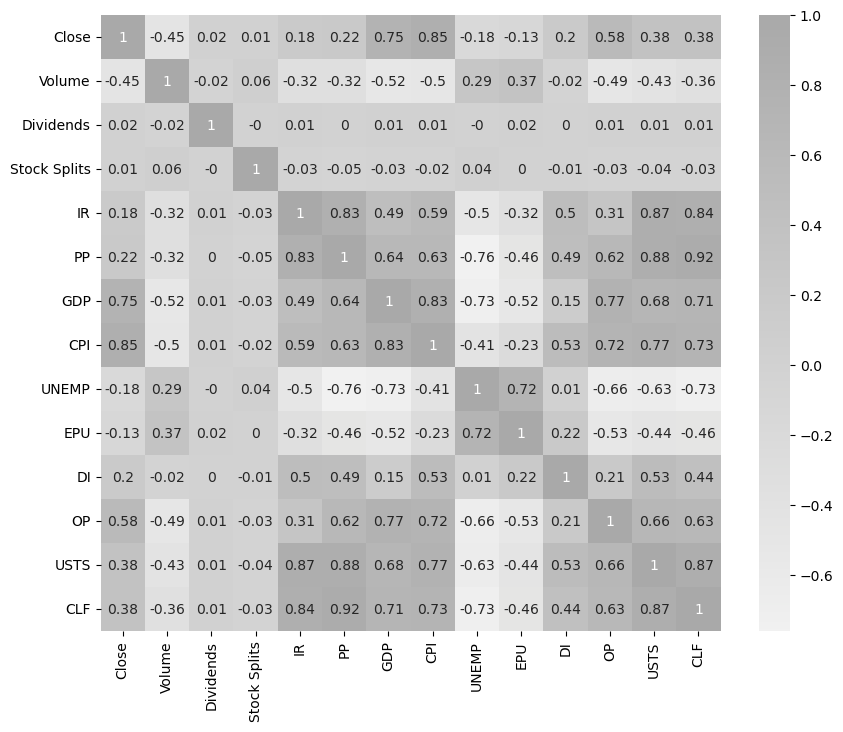 Close 1 -0.45 0.02 0.01 0.18 0.22 0.75 0.85 -0.18 -0.13 0.2 0.58 0.38 0.38
Volume -0.45 1 -0.02 0.06 -0.32 -0.32 -0.52 -0.5 0.29 0.37 -0.02 -0.49 -0.43 -0.36
Dividends 0.02 -0.02 1 -0 0.01 0 0.01 0.01 -0 0.02 0 0.01 0.01 0.01
Stock Splits 0.01 0.06 -0 1 -0.03 -0.05 -0.03 -0.02 0.04 0 -0.01 -0.03 -0.04 -0.03
IR 0.18 -0.32 0.01 -0.03 1 0.83 0.49 0.59 -0.5 -0.32 0.5 0.31 0.87 0.84
PP 0.22 -0.32 0 -0.05 0.83 1 0.64 0.63 -0.76 -0.46 0.49 0.62 0.88 0.92
GDP 0.75 -0.52 0.01 -0.03 0.49 0.64 1 0.83 -0.73 -0.52 0.15 0.77 0.68 0.71
CPI 0.85 -0.5 0.01 -0.02 0.59 0.63 0.83 1 -0.41 -0.23 0.53 0.72 0.77 0.73
UNEMP -0.18 0.29 -0 0.04 -0.5 -0.76 -0.73 -0.41 1 0.72 0.01 -0.66 -0.63 -0.73
EPU -0.13 0.37 0.02 0 -0.32 -0.46 -0.52 -0.23 0.72 1 0.22 -0.53 -0.44 -0.46
DI 0.2 -0.02 0 -0.01 0.5 0.49 0.15 0.53 0.01 0.22 1 0.21 0.53 0.44
OP 0.58 -0.49 0.01 -0.03 0.31 0.62 0.77 0.72 -0.66 -0.53 0.21 1 0.66 0.63
USTS 0.38 -0.43 0.01 -0.04 0.87 0.88 0.68 0.77 -0.63 -0.44 0.53 0.66 1 0.87
CLF 0.38 -0.36 0.01 -0.03 0.84 0.92 0.71 0.73 -0.73 -0.46 0.44 0.63 0.87 1
Close Volume Dividends Stock Splits IR PP GDP CPI UNEMP EPU DI OP USTS CLF
1.0
0.8
0.6
0.4
0.2
0.0
−0.2
−0.4
−0.6